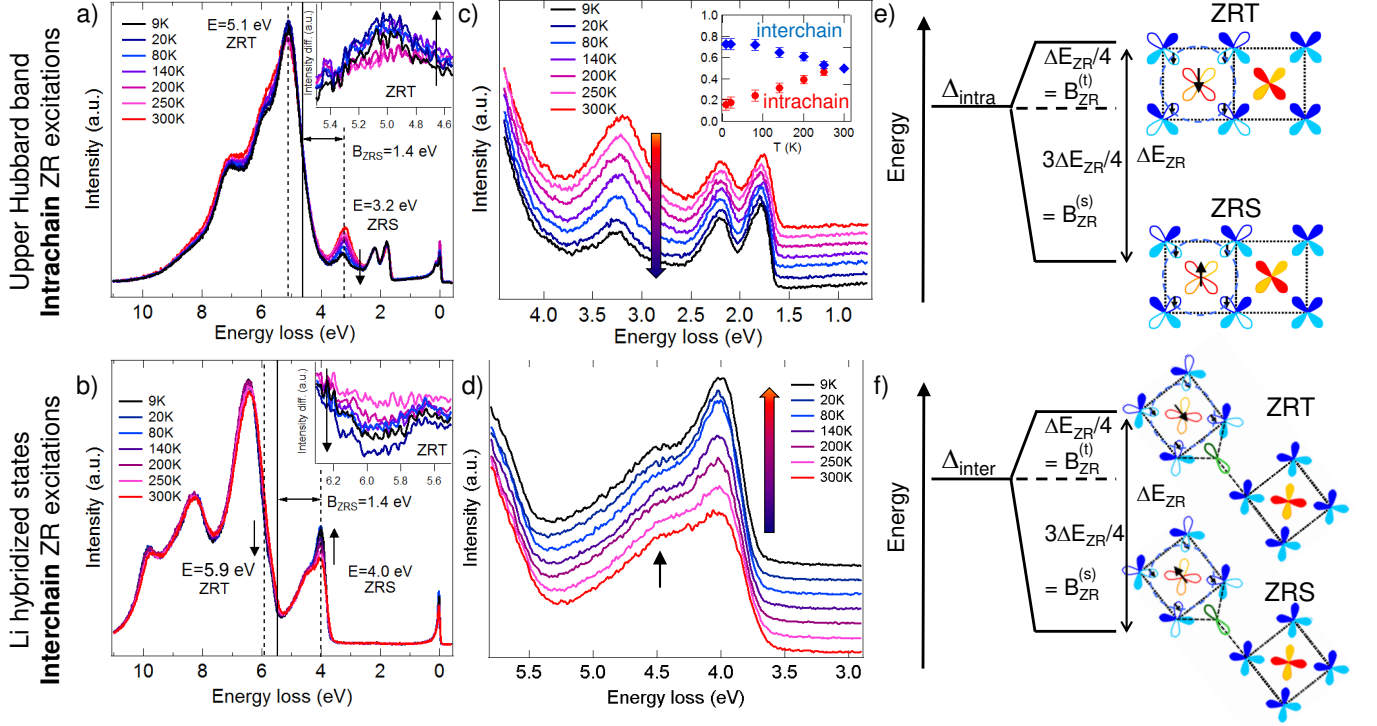 Upper Hubbard band
Intrachain ZR excitations
a)
E=5.1 eV
ZRT
9K
20K
80K
140K
200K
250K
300K
Intensity diff. (a.u.)
ZRT
5.4 5.2 5.0 4.8 4.6
B_ZRS=1.4 eV
E=3.2 eV
ZRS
Intensity (a.u.)
10 8 6 4 2 0
Energy loss (eV)
c)
9K
20K
80K
140K
200K
250K
300K
1.0
0.8
0.6
0.4
0.2
0.0
interchain
intrachain
0 100 200 300
T (K)
Intensity (a.u.)
4.0 3.5 3.0 2.5 2.0 1.5 1.0
Energy loss (eV)
e)
Energy
Δ_intra
ΔE_ZR/4
= B_ZR^(t)
3ΔE_ZR/4
= B_ZR^(s)
ΔE_ZR
ZRT
ZRS
Li hybridized states
Interchain ZR excitations
b)
9K
20K
80K
140K
200K
250K
300K
Intensity diff. (a.u.)
ZRT
6.2 6.0 5.8 5.6
B_ZRS=1.4 eV
E=5.9 eV
ZRT
E=4.0 eV
ZRS
Intensity (a.u.)
10 8 6 4 2 0
Energy loss (eV)
d)
9K
20K
80K
140K
200K
250K
300K
Intensity (a.u.)
5.5 5.0 4.5 4.0 3.5 3.0
Energy loss (eV)
f)
Energy
Δ_inter
ΔE_ZR/4
= B_ZR^(t)
3ΔE_ZR/4
= B_ZR^(s)
ΔE_ZR
ZRT
ZRS